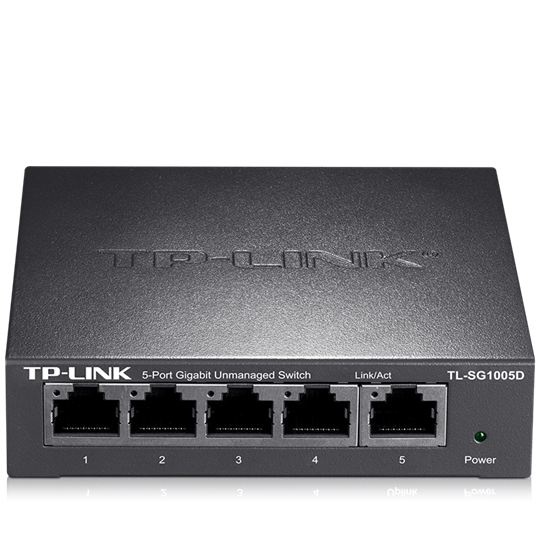 TP-LINK
TP-LINK 5-Port Gigabit Unmanaged Switch Link/Act TL-SG1005D
1 2 3 4 5 Power